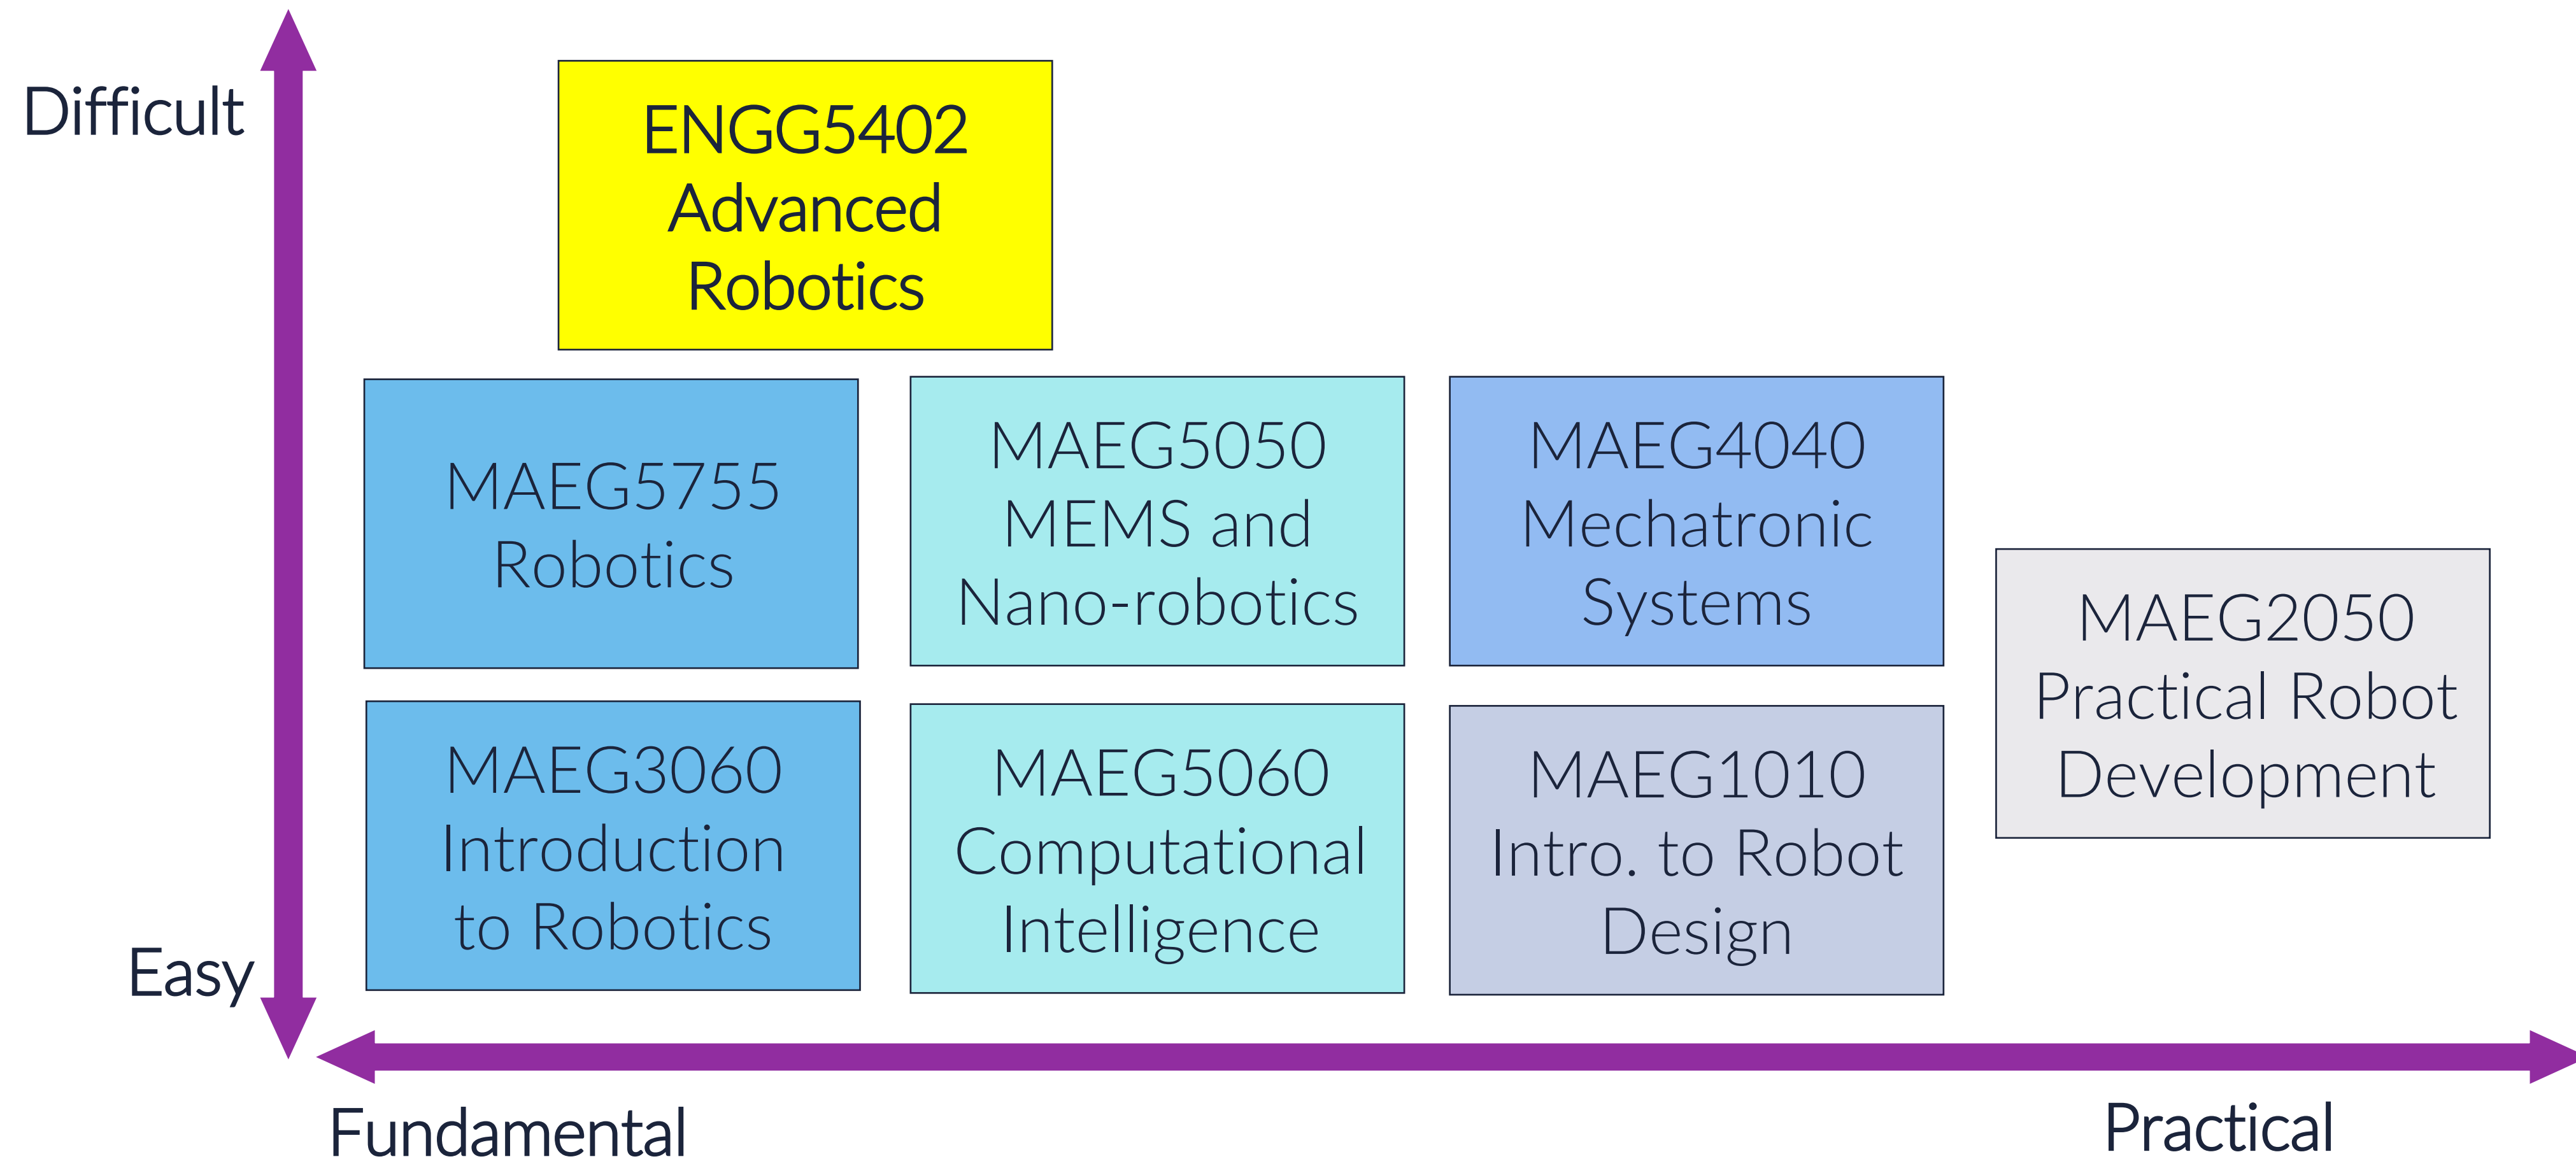 Difficult
ENGG5402
Advanced
Robotics
MAEG5755
Robotics
MAEG5050
MEMS and
Nano-robotics
MAEG4040
Mechatronic
Systems
MAEG2050
Practical Robot
Development
MAEG3060
Introduction
to Robotics
MAEG5060
Computational
Intelligence
MAEG1010
Intro. to Robot
Design
Easy
Fundamental
Practical